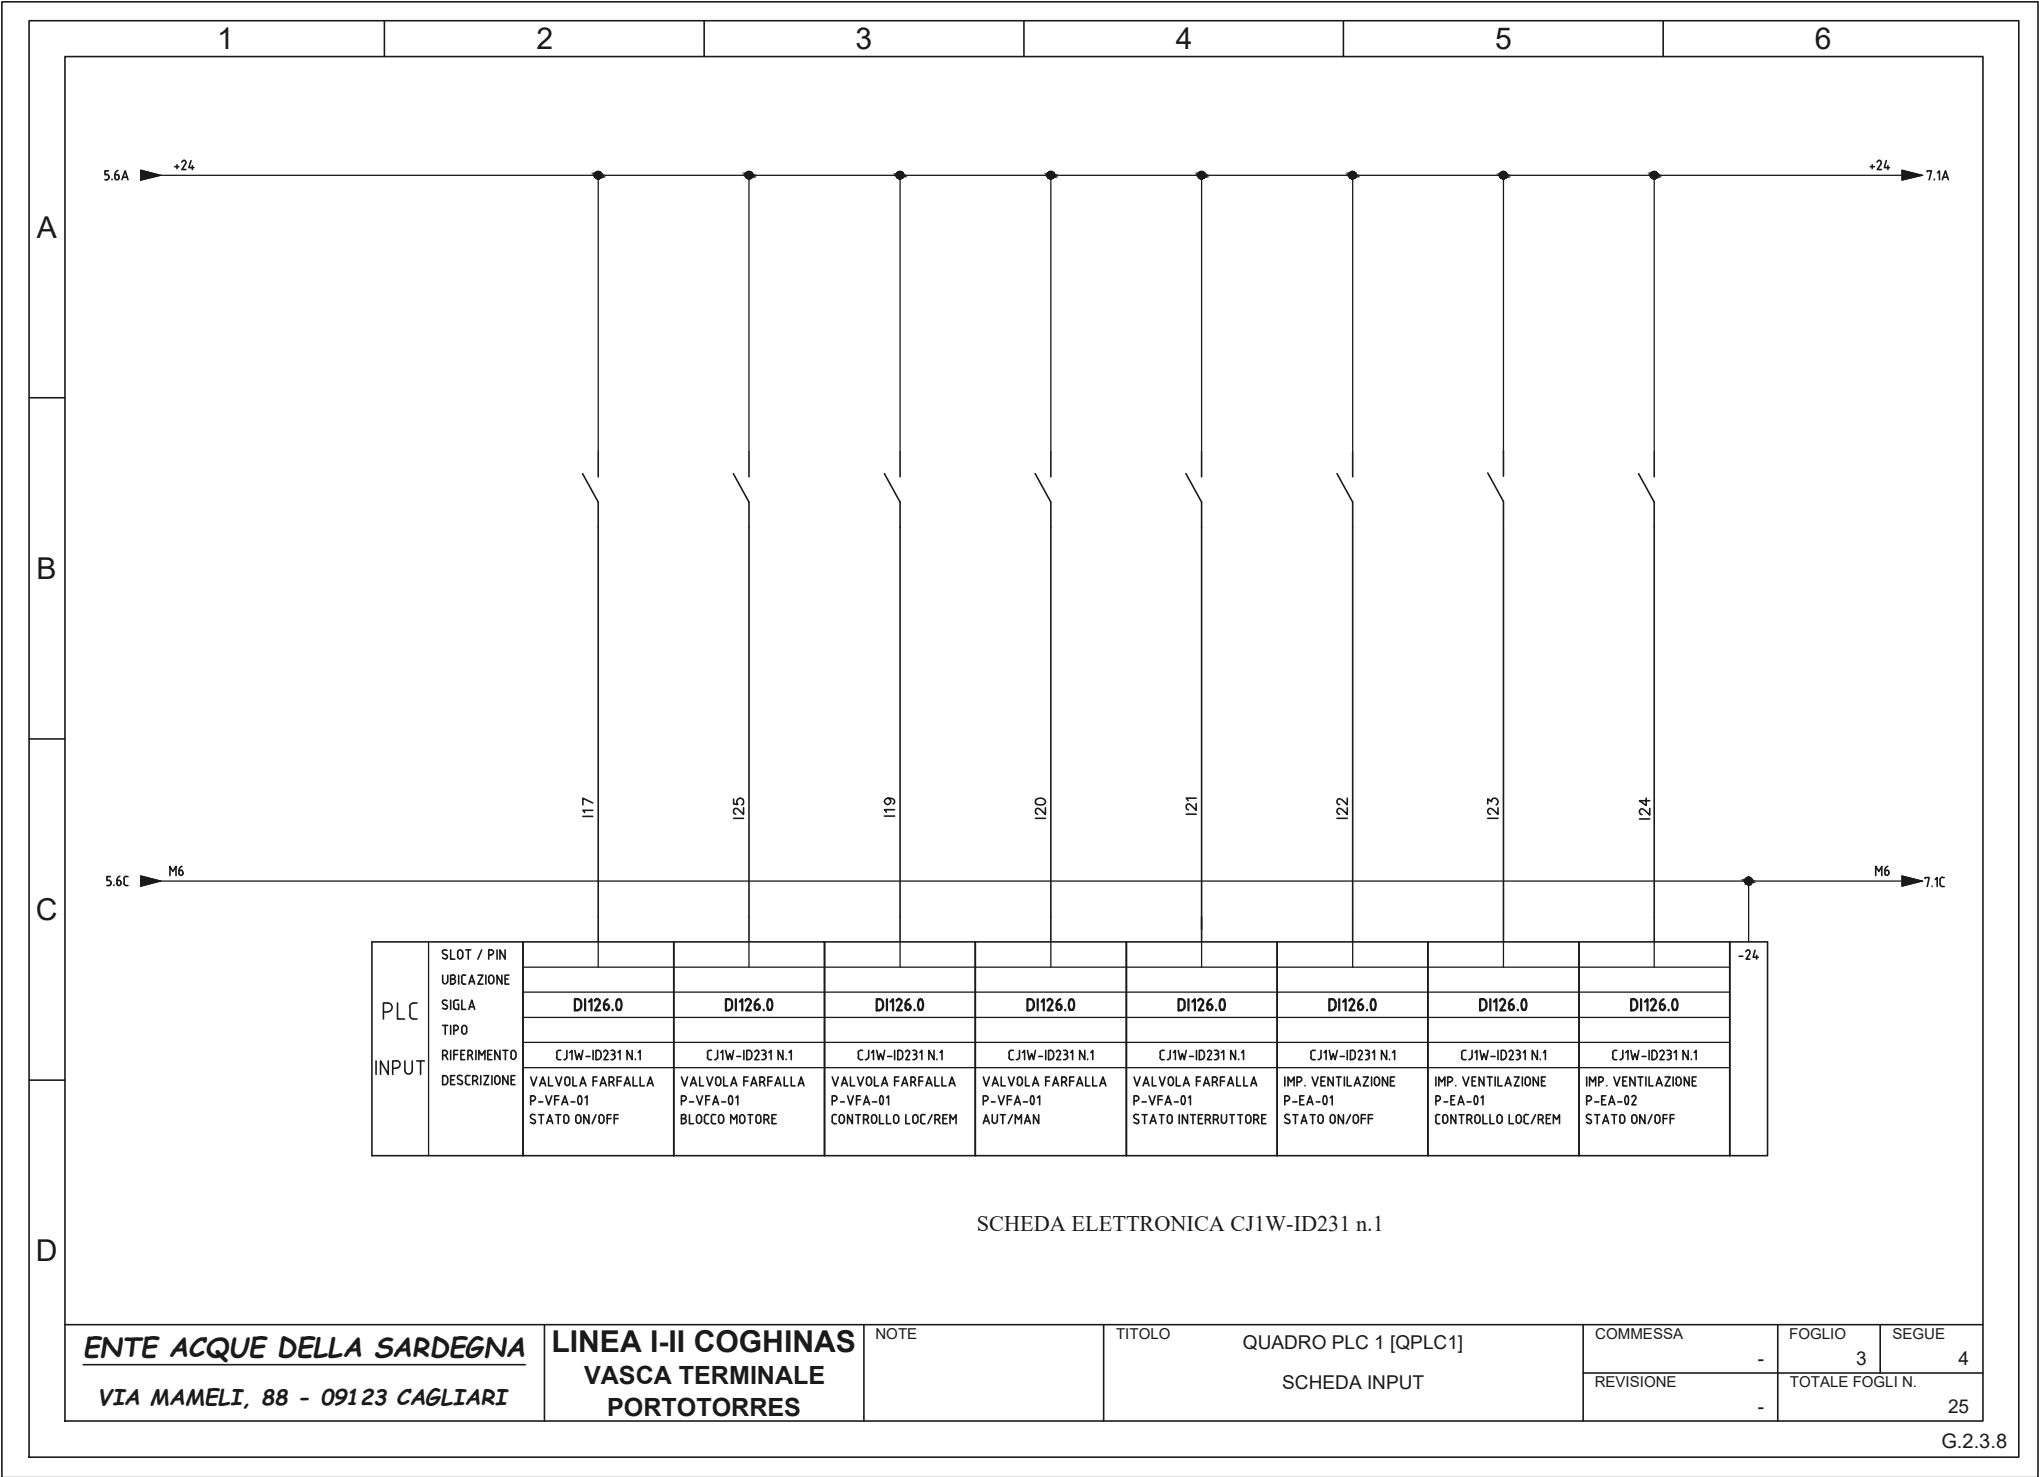 1 2 3 4 5 6
A
B
C
D
5.6A +24 +24 7.1A
I17 I25 I19 I20 I21 I22 I23 I24
5.6C M6 M6 7.1C
PLC
INPUT
SLOT / PIN -24
UBICAZIONE
SIGLA DI126.0 DI126.0 DI126.0 DI126.0 DI126.0 DI126.0 DI126.0 DI126.0
TIPO
RIFERIMENTO CJ1W-ID231 N.1 CJ1W-ID231 N.1 CJ1W-ID231 N.1 CJ1W-ID231 N.1 CJ1W-ID231 N.1 CJ1W-ID231 N.1 CJ1W-ID231 N.1 CJ1W-ID231 N.1
DESCRIZIONE
VALVOLA FARFALLA
P-VFA-01
STATO ON/OFF
VALVOLA FARFALLA
P-VFA-01
BLOCCO MOTORE
VALVOLA FARFALLA
P-VFA-01
CONTROLLO LOC/REM
VALVOLA FARFALLA
P-VFA-01
AUT/MAN
VALVOLA FARFALLA
P-VFA-01
STATO INTERRUTTORE
IMP. VENTILAZIONE
P-EA-01
STATO ON/OFF
IMP. VENTILAZIONE
P-EA-01
CONTROLLO LOC/REM
IMP. VENTILAZIONE
P-EA-02
STATO ON/OFF
SCHEDA ELETTRONICA CJ1W-ID231 n.1
ENTE ACQUE DELLA SARDEGNA
VIA MAMELI, 88 - 09123 CAGLIARI
LINEA I-II COGHINAS
VASCA TERMINALE
PORTOTORRES
NOTE
TITOLO
QUADRO PLC 1 [QPLC1]
SCHEDA INPUT
COMMESSA
-
REVISIONE
-
FOGLIO
3
SEGUE
4
TOTALE FOGLI N.
25
G.2.3.8